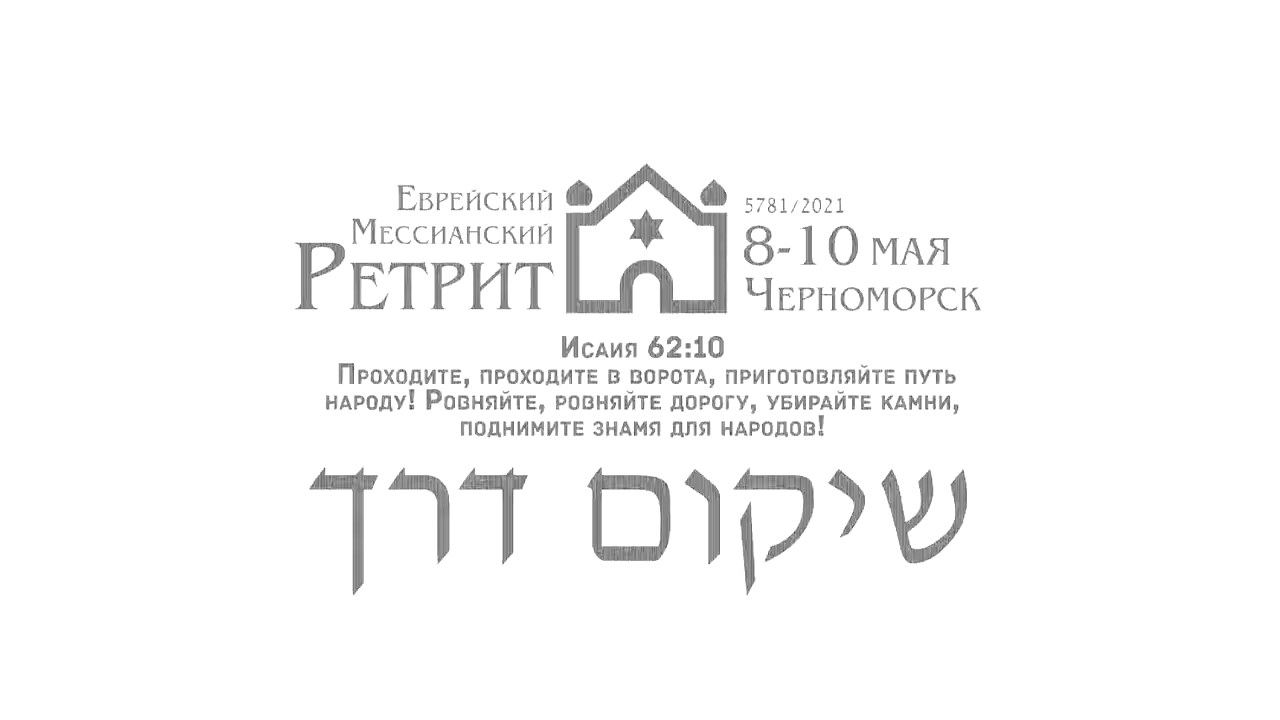 Еврейский
Мессианский
Ретрит
5781/2021
8-10 мая
Черноморск
Исаия 62:10
Проходите, проходите в ворота, приготовляйте путь
народу! Ровняйте, ровняйте дорогу, убирайте камни,
поднимите знамя для народов!
שיקום דרך